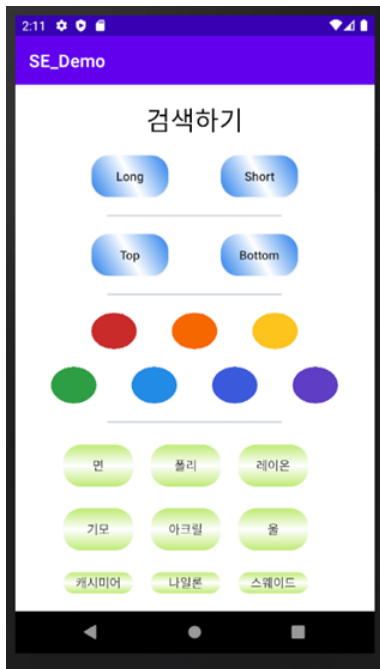 2:11
SE_Demo
검색하기
Long Short
Top Bottom
면 폴리 레이온
기모 아크릴 울
캐시미어 나일론 스웨이드